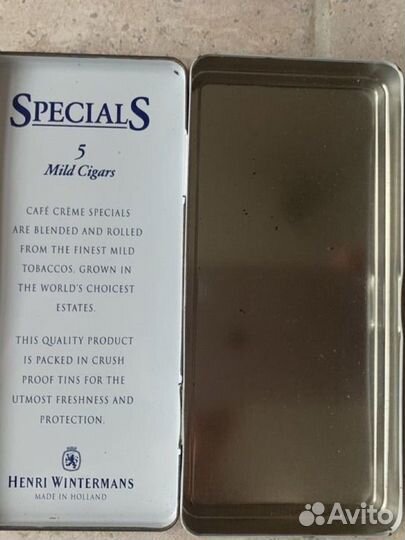 SPECIALS
5
Mild Cigars
CAFÉ CRÈME SPECIALS
ARE BLENDED AND ROLLED
FROM THE FINEST MILD
TOBACCOS, GROWN IN
THE WORLD'S CHOICEST
ESTATES.
THIS QUALITY PRODUCT
IS PACKED IN CRUSH
PROOF TINS FOR THE
UTMOST FRESHNESS AND
PROTECTION.
HENRI WINTERMANS
MADE IN HOLLAND
Avito